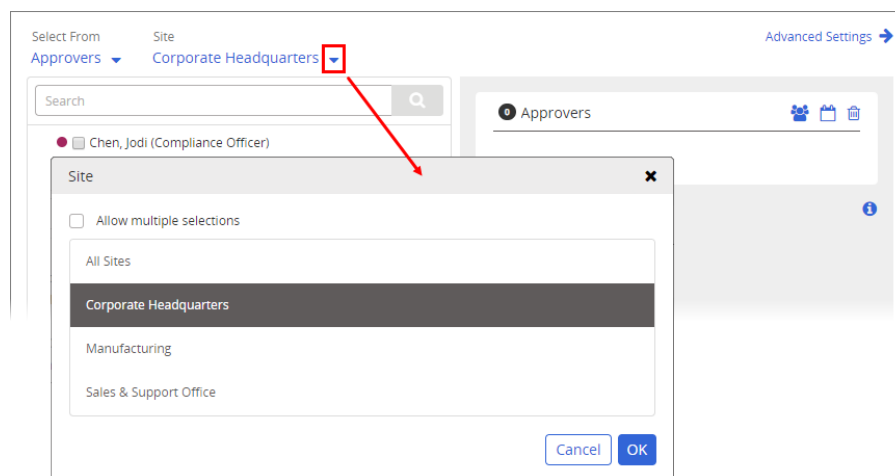 Select From Site Advanced Settings
Approvers Corporate Headquarters
Search
0 Approvers
Chen, Jodi (Compliance Officer)
Site
Allow multiple selections
All Sites
Corporate Headquarters
Manufacturing
Sales & Support Office
Cancel OK